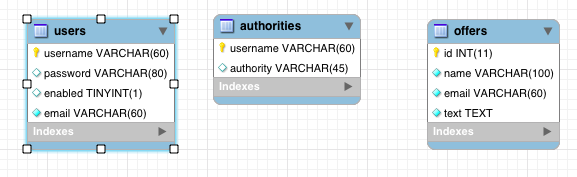 users
username VARCHAR(60)
password VARCHAR(80)
enabled TINYINT(1)
email VARCHAR(60)
Indexes
authorities
username VARCHAR(60)
authority VARCHAR(45)
Indexes
offers
id INT(11)
name VARCHAR(100)
email VARCHAR(60)
text TEXT
Indexes